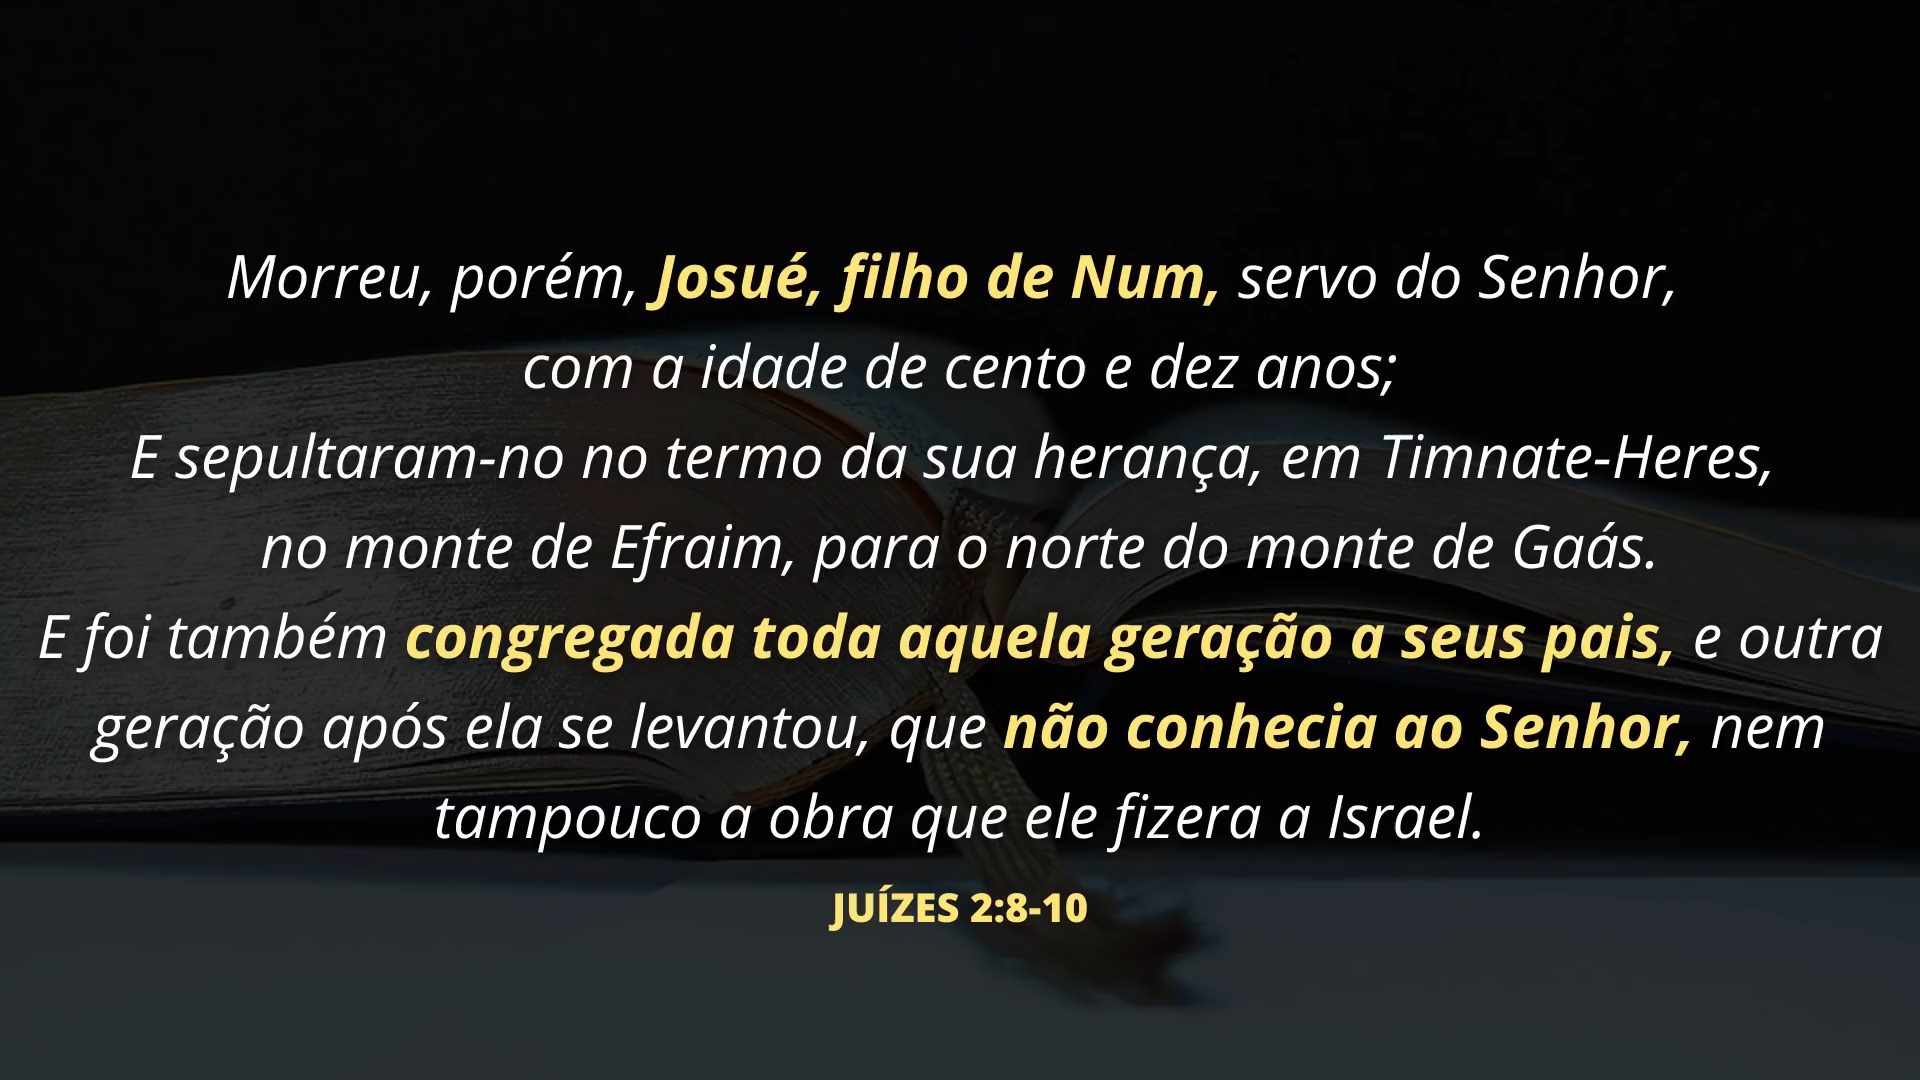 Morreu, porém, Josué, filho de Num, servo do Senhor,
com a idade de cento e dez anos;
E sepultaram-no no termo da sua herança, em Timnate-Heres,
no monte de Efraim, para o norte do monte de Gaás.
E foi também congregada toda aquela geração a seus pais, e outra
geração após ela se levantou, que não conhecia ao Senhor, nem
tampouco a obra que ele fizera a Israel.
JUÍZES 2:8-10